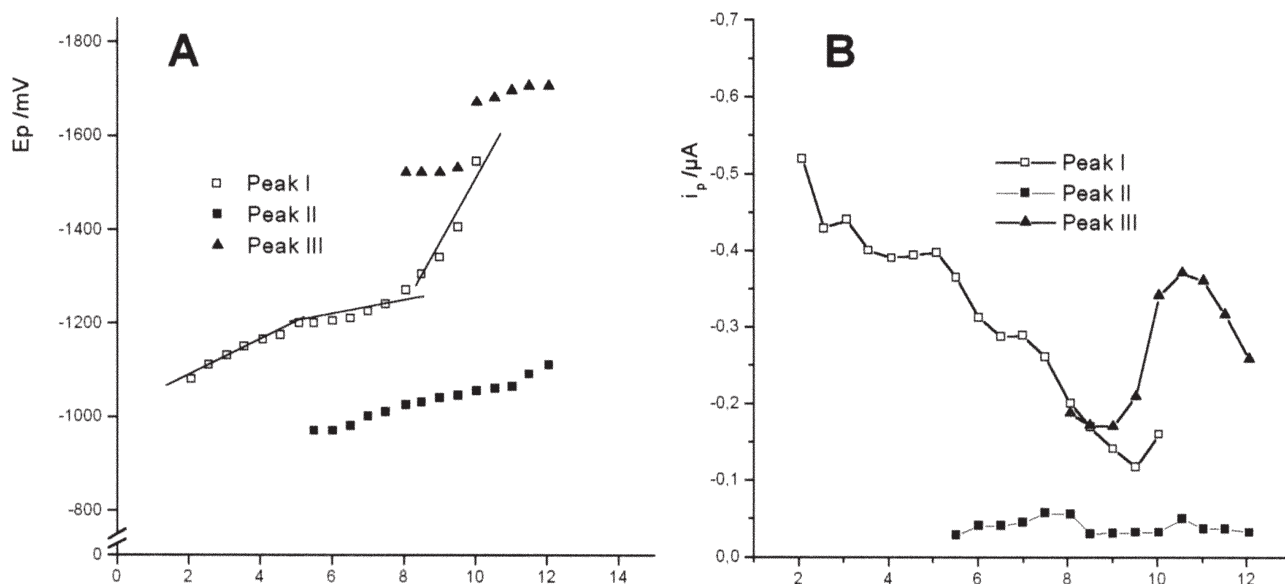 A
Ep /mV
-1800
-1600
-1400
-1200
-1000
-800
0
Peak I
Peak II
Peak III
0 2 4 6 8 10 12 14
B
i_p /µA
-0,7
-0,6
-0,5
-0,4
-0,3
-0,2
-0,1
0,0
Peak I
Peak II
Peak III
2 4 6 8 10 12